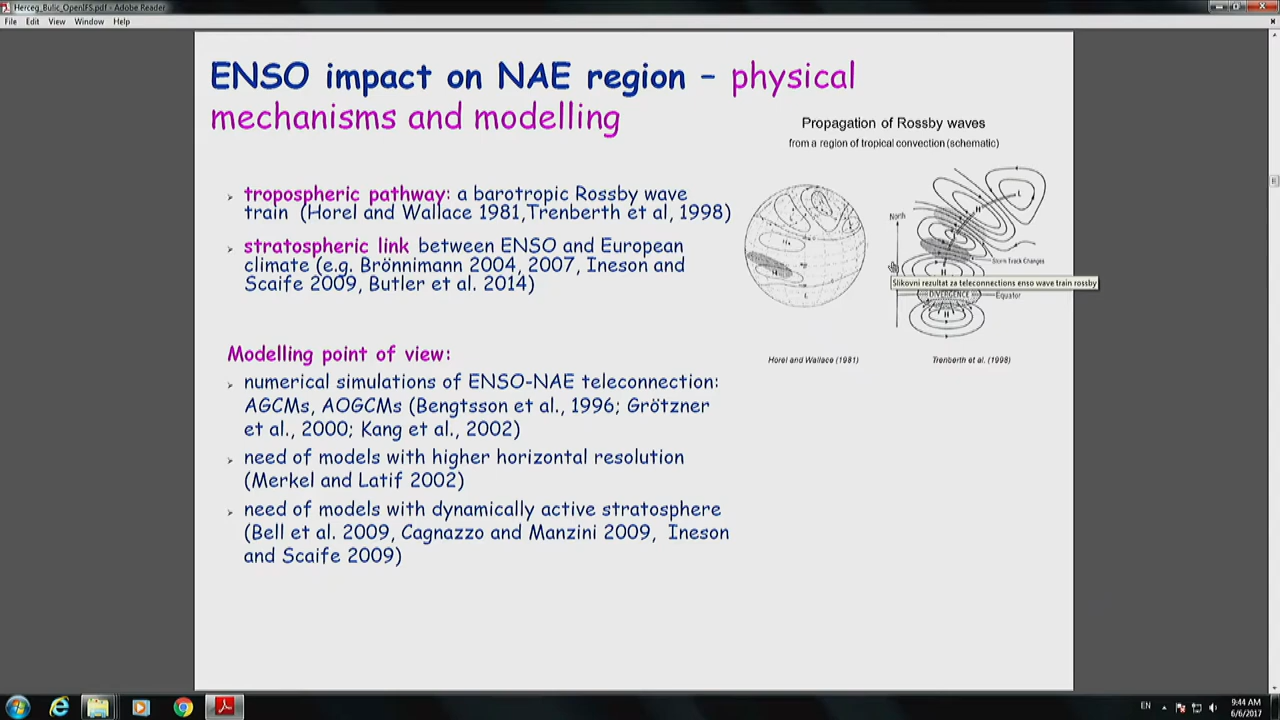 Herceg_Bulic_OpenIFS.pdf - Adobe Reader
File Edit View Window Help
ENSO impact on NAE region – physical
mechanisms and modelling
Propagation of Rossby waves
from a region of tropical convection (schematic)
tropospheric pathway: a barotropic Rossby wave
train (Horel and Wallace 1981,Trenberth et al, 1998)
stratospheric link between ENSO and European
climate (e.g. Brönnimann 2004, 2007, Ineson and
Scaife 2009, Butler et al. 2014)
North
L
H
Storm Track Changes
H
Slikovni rezultat za teleconnections enso wave train rossby
DIVERGENCE
Equator
H
H
L
Horel and Wallace (1981)
Trenberth et al. (1998)
Modelling point of view:
numerical simulations of ENSO-NAE teleconnection:
AGCMs, AOGCMs (Bengtsson et al., 1996; Grötzner
et al., 2000; Kang et al., 2002)
need of models with higher horizontal resolution
(Merkel and Latif 2002)
need of models with dynamically active stratosphere
(Bell et al. 2009, Cagnazzo and Manzini 2009, Ineson
and Scaife 2009)
EN
9:44 AM
6/6/2017